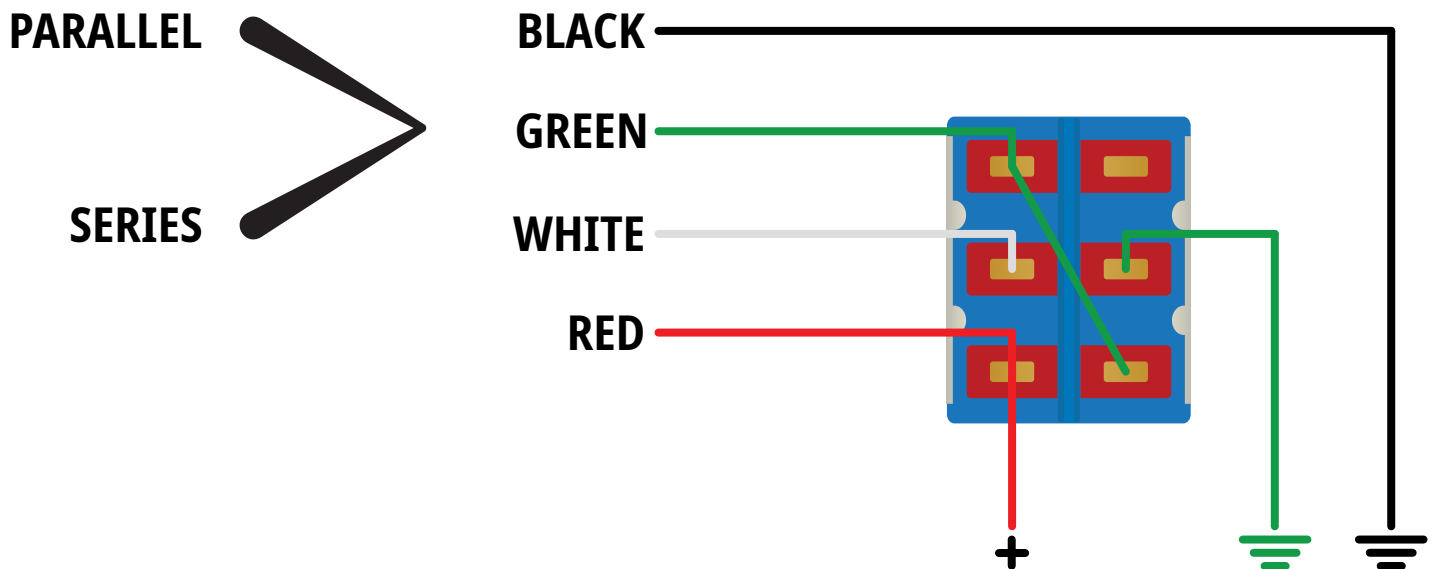 PARALLEL
SERIES
BLACK
GREEN
WHITE
RED
+